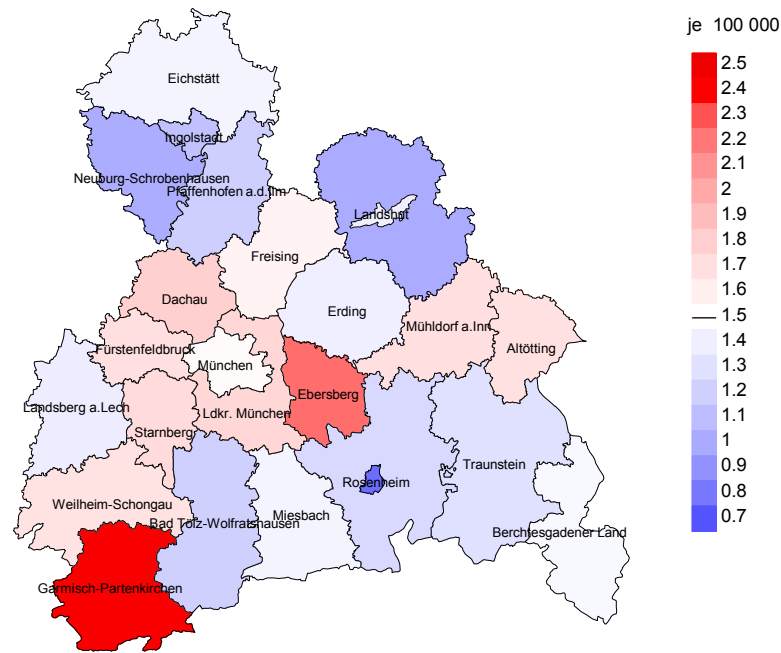 je 100 000
2.5
2.4
2.3
2.2
2.1
2
1.9
1.8
1.7
1.6
1.5
1.4
1.3
1.2
1.1
1
0.9
0.8
0.7
Eichstätt
Ingolstadt
Neuburg-Schrobenhausen
Pfaffenhofen a.d.Ilm
Landshut
Freising
Dachau
Erding
Mühldorf a.Inn
Fürstenfeldbruck
Altötting
München
Ebersberg
Landsberg a.Lech
Ldkr. München
Starnberg
Traunstein
Rosenheim
Weilheim-Schongau
Miesbach
Bad Tölz-Wolfratshausen
Berchtesgadener Land
Garmisch-Partenkirchen